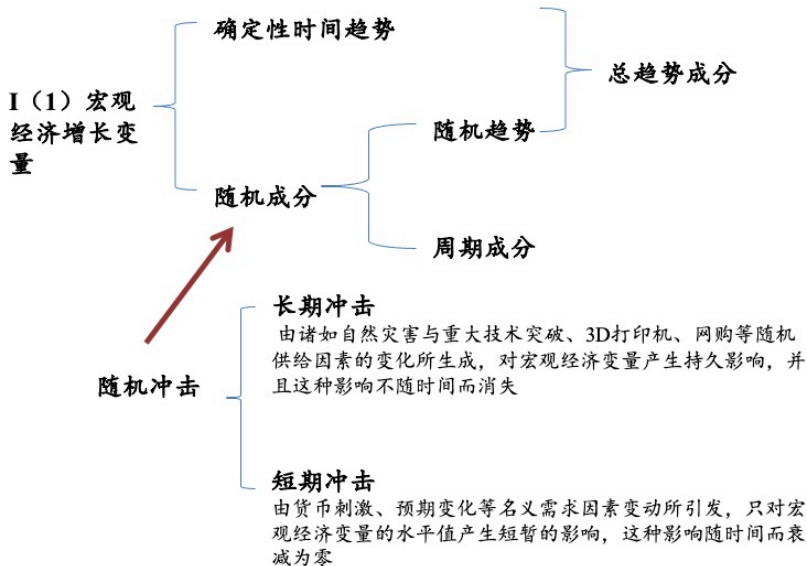 确定性时间趋势
总趋势成分
I（1）宏观
经济增长变
量
随机趋势
随机成分
周期成分
长期冲击
由诸如自然灾害与重大技术突破、3D打印机、网购等随机
供给因素的变化所生成，对宏观经济变量产生持久影响，并
且这种影响不随时间而消失
随机冲击
短期冲击
由货币刺激、预期变化等名义需求因素变动所引发，只对宏
观经济变量的水平值产生短暂的影响，这种影响随时间而衰
减为零